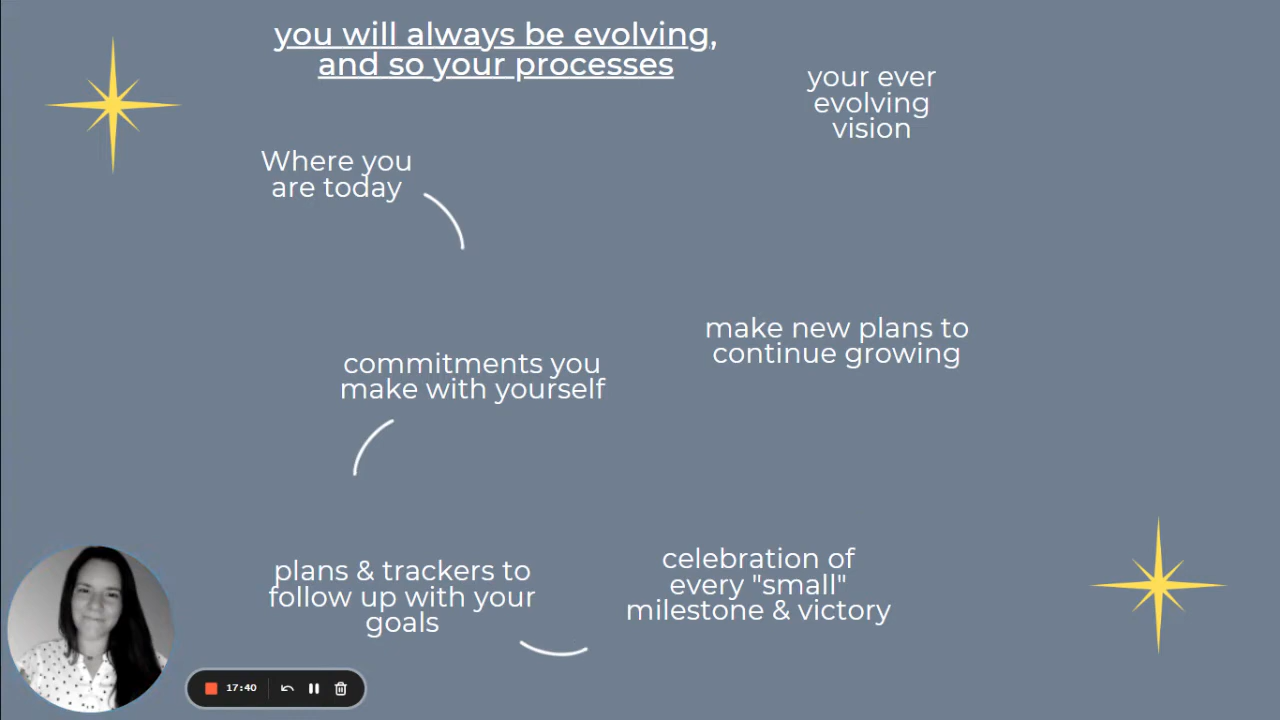 you will always be evolving,
and so your processes
your ever
evolving
vision
Where you
are today
make new plans to
continue growing
commitments you
make with yourself
plans & trackers to
follow up with your
goals
celebration of
every "small"
milestone & victory
17:40